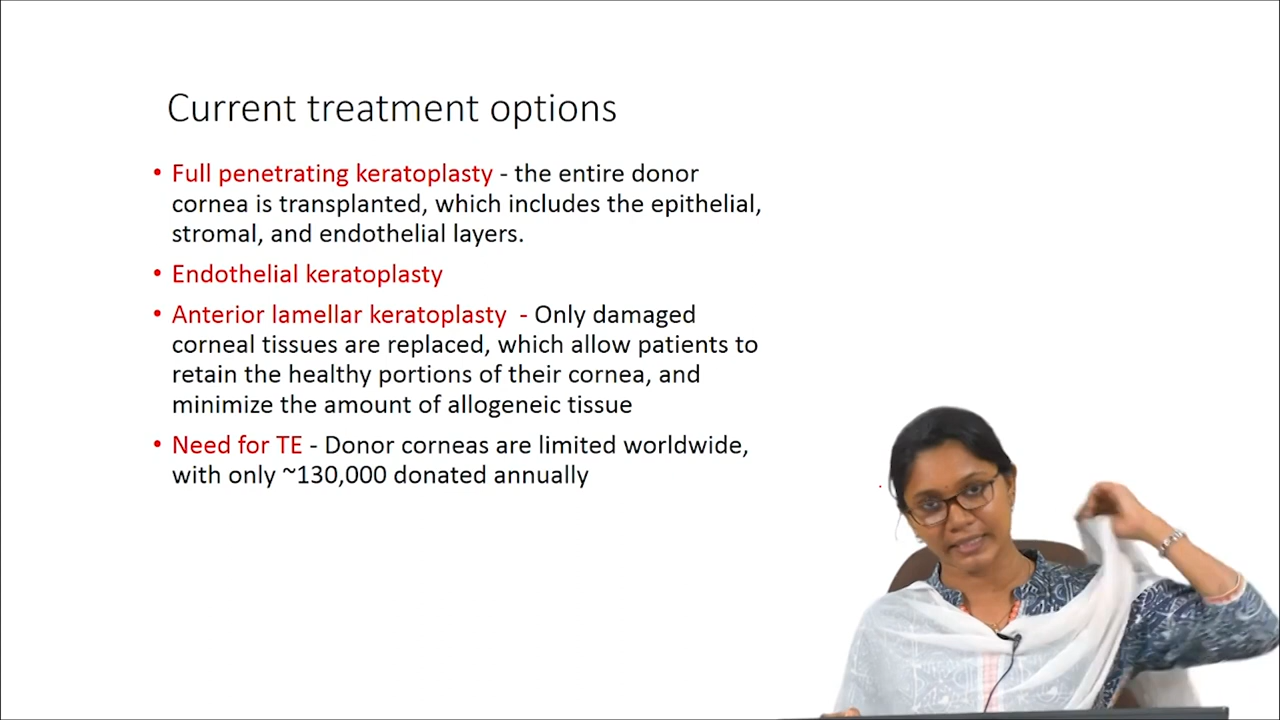 Current treatment options
• Full penetrating keratoplasty - the entire donor
cornea is transplanted, which includes the epithelial,
stromal, and endothelial layers.
• Endothelial keratoplasty
• Anterior lamellar keratoplasty - Only damaged
corneal tissues are replaced, which allow patients to
retain the healthy portions of their cornea, and
minimize the amount of allogeneic tissue
• Need for TE - Donor corneas are limited worldwide,
with only ~130,000 donated annually